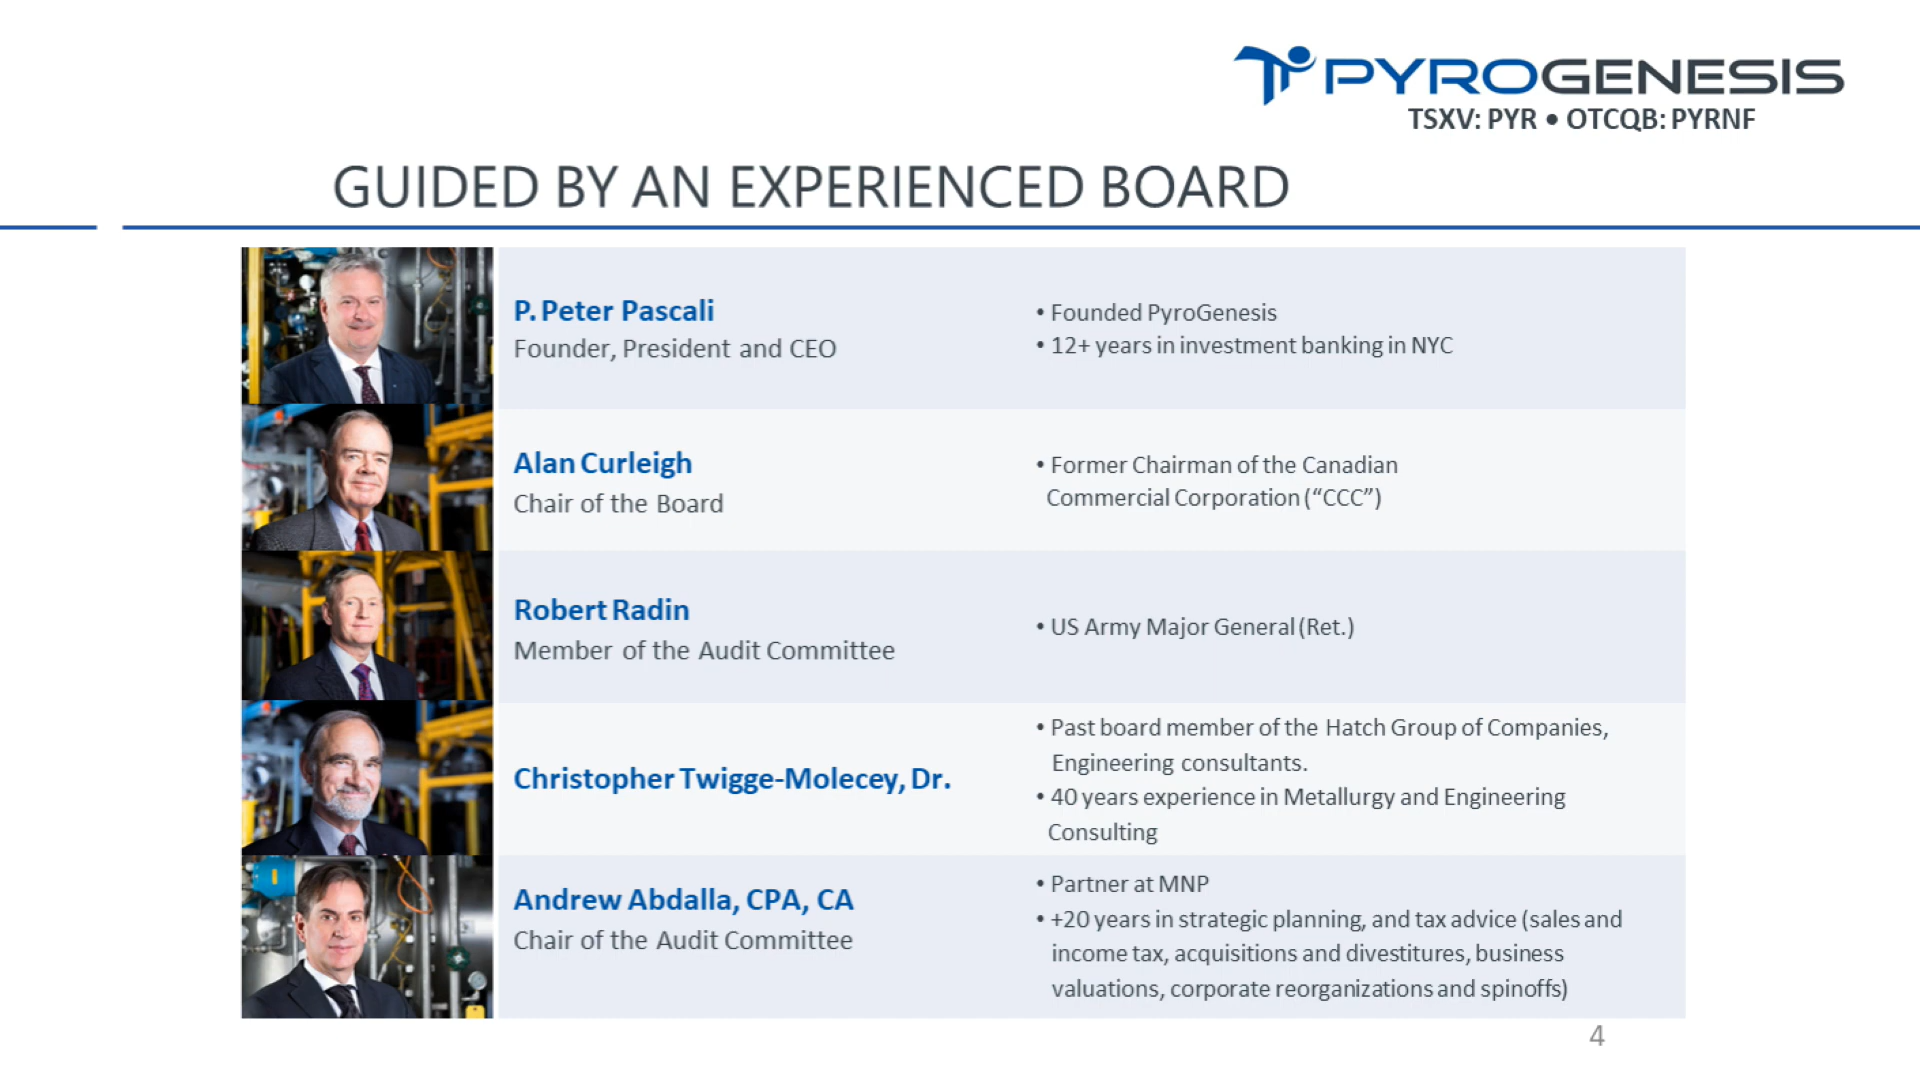 PYROGENESIS
TSXV: PYR • OTCQB: PYRNF
GUIDED BY AN EXPERIENCED BOARD
P. Peter Pascali
Founder, President and CEO
• Founded PyroGenesis
• 12+ years in investment banking in NYC
Alan Curleigh
Chair of the Board
• Former Chairman of the Canadian
Commercial Corporation (“CCC”)
Robert Radin
Member of the Audit Committee
• US Army Major General (Ret.)
Christopher Twigge-Molecey, Dr.
• Past board member of the Hatch Group of Companies,
Engineering consultants.
• 40 years experience in Metallurgy and Engineering
Consulting
Andrew Abdalla, CPA, CA
Chair of the Audit Committee
• Partner at MNP
• +20 years in strategic planning, and tax advice (sales and
income tax, acquisitions and divestitures, business
valuations, corporate reorganizations and spinoffs)
4